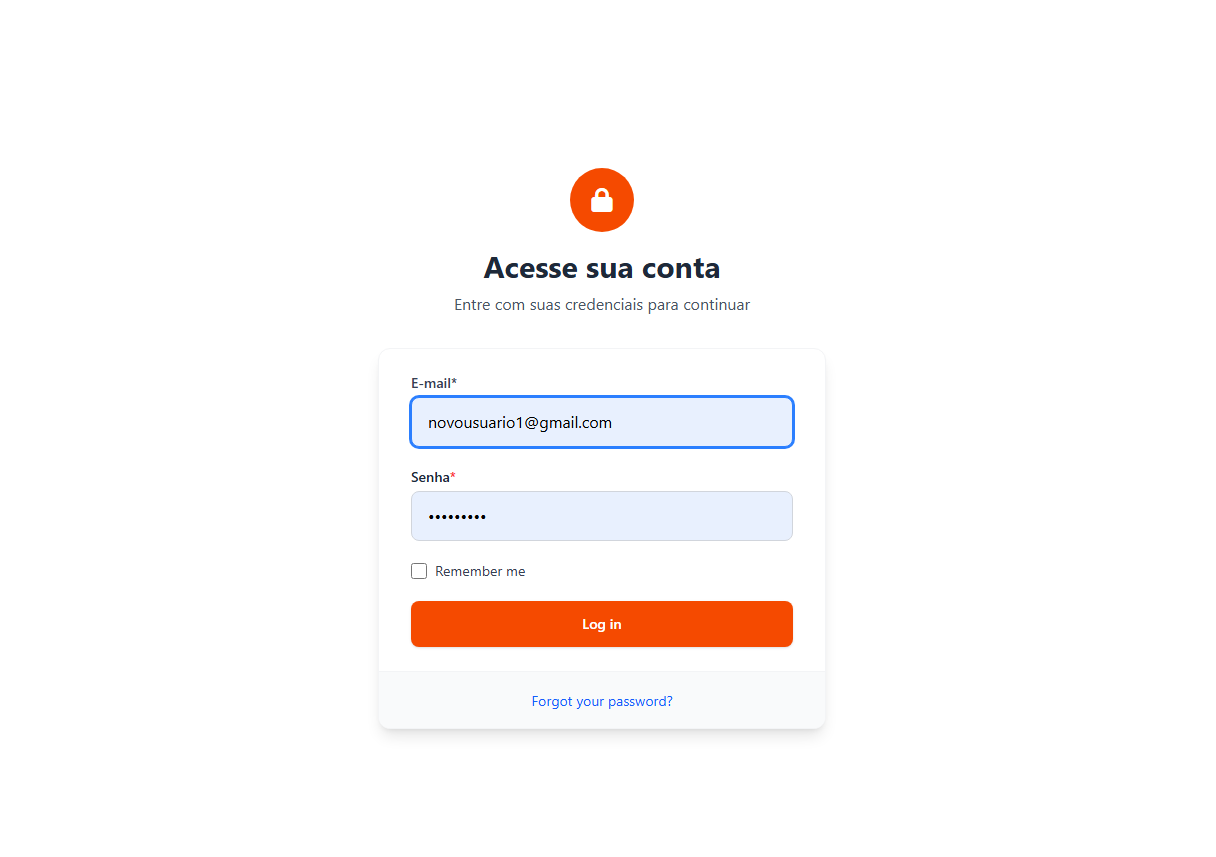 Acesse sua conta
Entre com suas credenciais para continuar
E-mail*
novousuario1@gmail.com
Senha*
•••••••••
Remember me
Log in
Forgot your password?